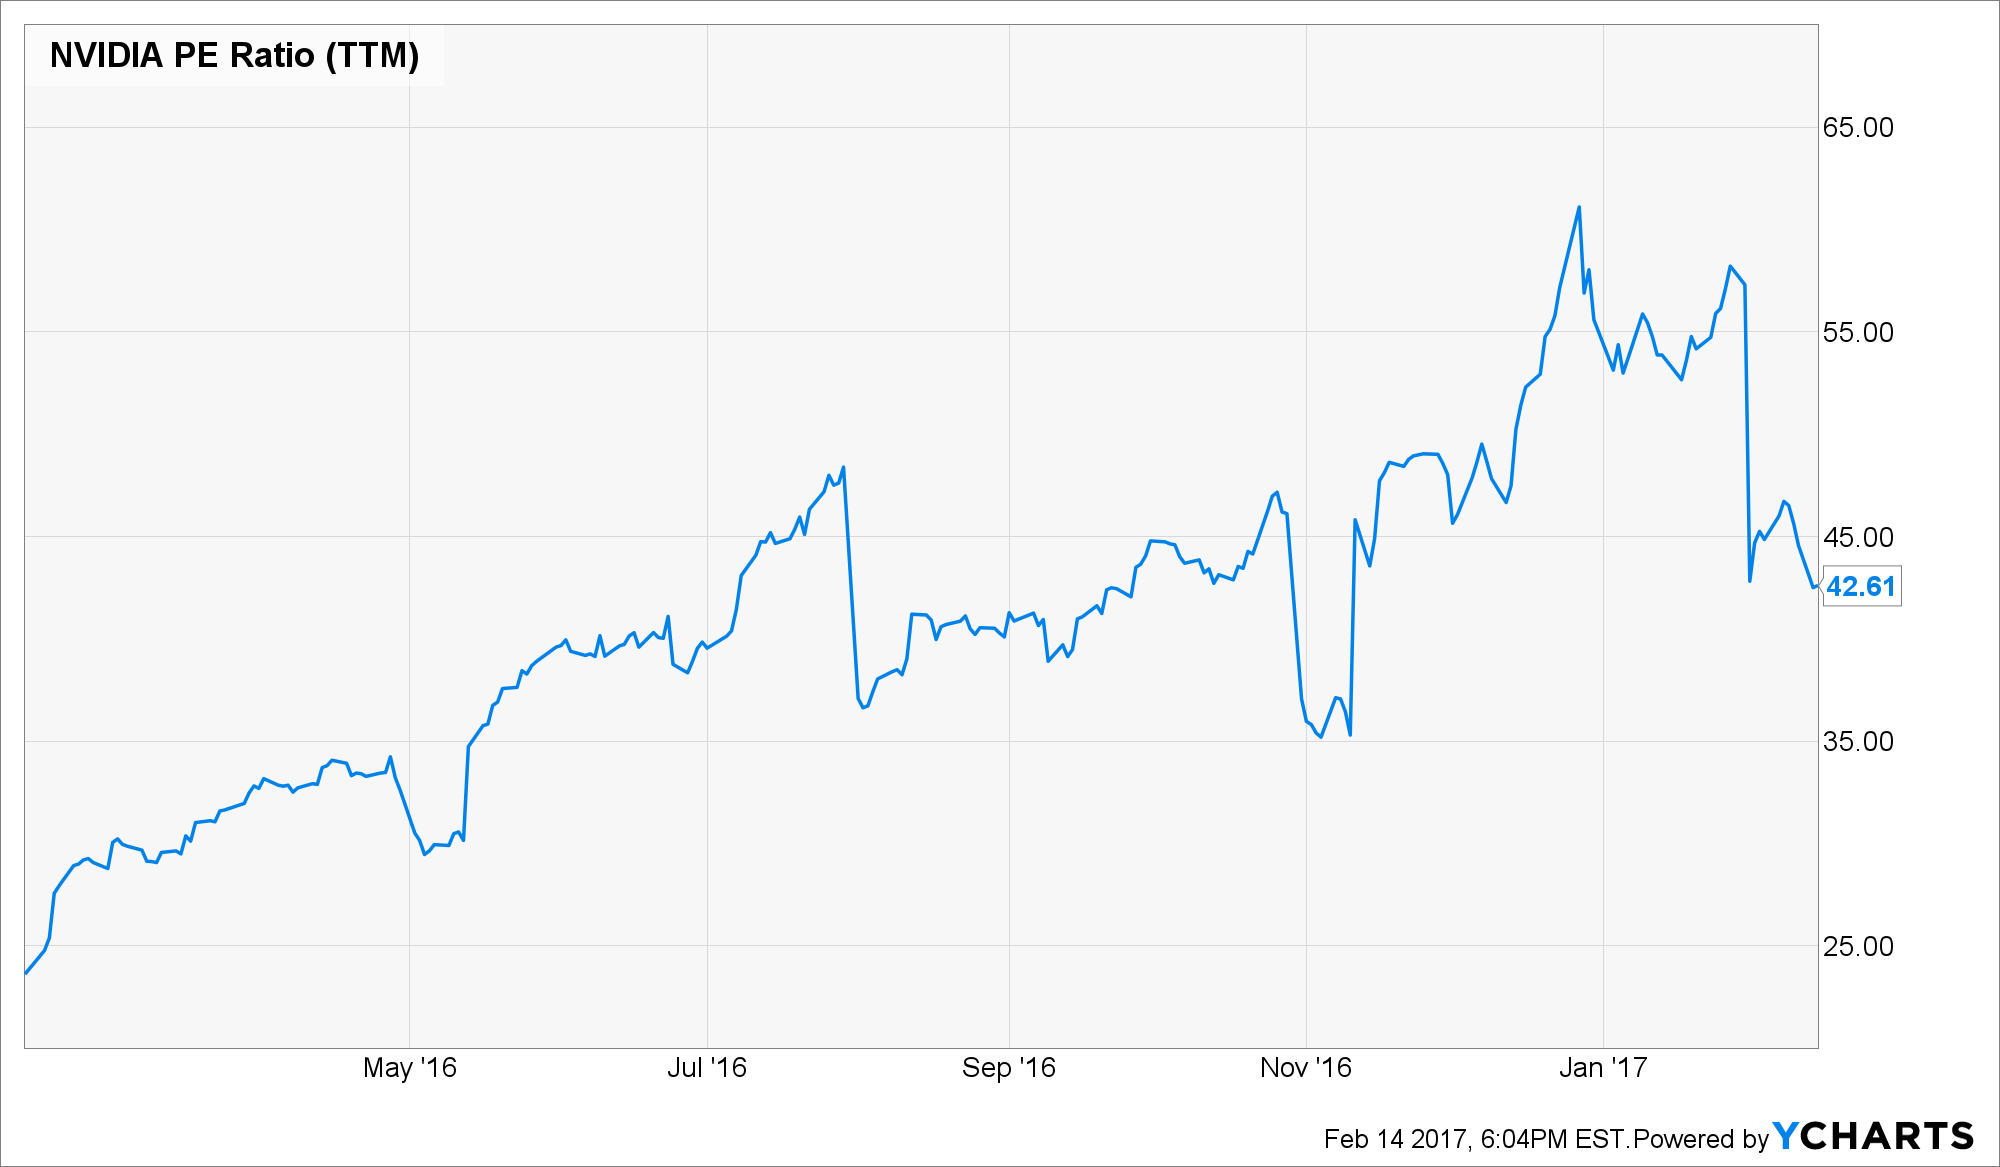 NVIDIA PE Ratio (TTM)
65.00
55.00
45.00
42.61
35.00
25.00
May '16 Jul '16 Sep '16 Nov '16 Jan '17
Feb 14 2017, 6:04PM EST. Powered by YCHARTS